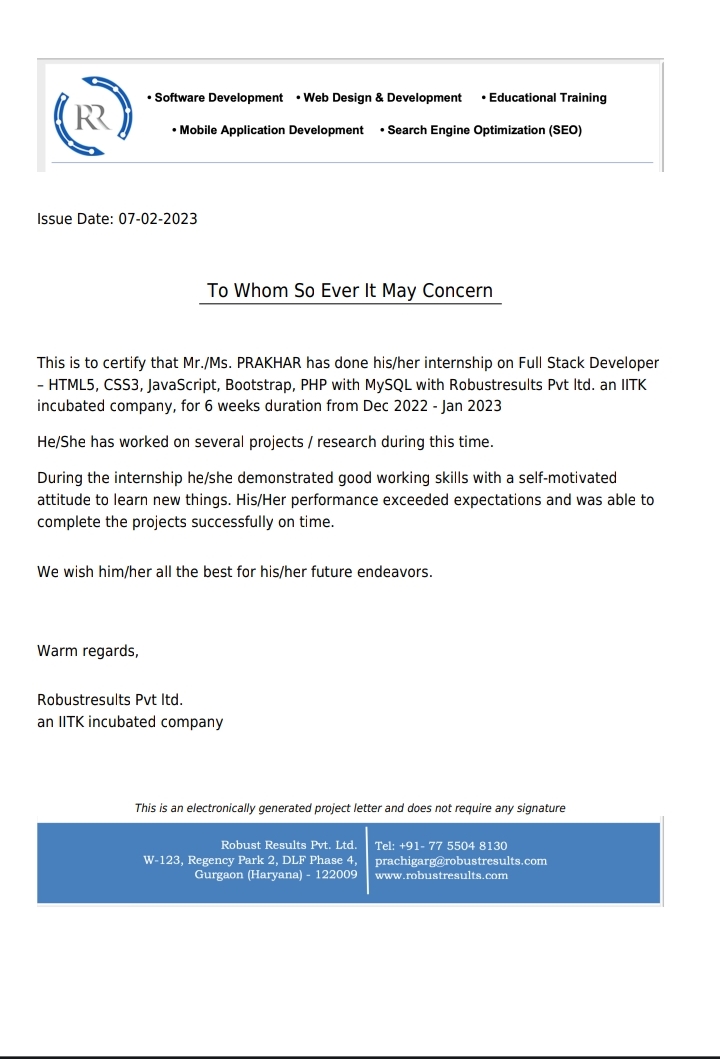 RR
• Software Development • Web Design & Development • Educational Training
• Mobile Application Development • Search Engine Optimization (SEO)
Issue Date: 07-02-2023
To Whom So Ever It May Concern
This is to certify that Mr./Ms. PRAKHAR has done his/her internship on Full Stack Developer
– HTML5, CSS3, JavaScript, Bootstrap, PHP with MySQL with Robustresults Pvt ltd. an IITK
incubated company, for 6 weeks duration from Dec 2022 - Jan 2023
He/She has worked on several projects / research during this time.
During the internship he/she demonstrated good working skills with a self-motivated
attitude to learn new things. His/Her performance exceeded expectations and was able to
complete the projects successfully on time.
We wish him/her all the best for his/her future endeavors.
Warm regards,
Robustresults Pvt ltd.
an IITK incubated company
This is an electronically generated project letter and does not require any signature
Robust Results Pvt. Ltd.
W-123, Regency Park 2, DLF Phase 4,
Gurgaon (Haryana) - 122009
Tel: +91- 77 5504 8130
prachigarg@robustresults.com
www.robustresults.com